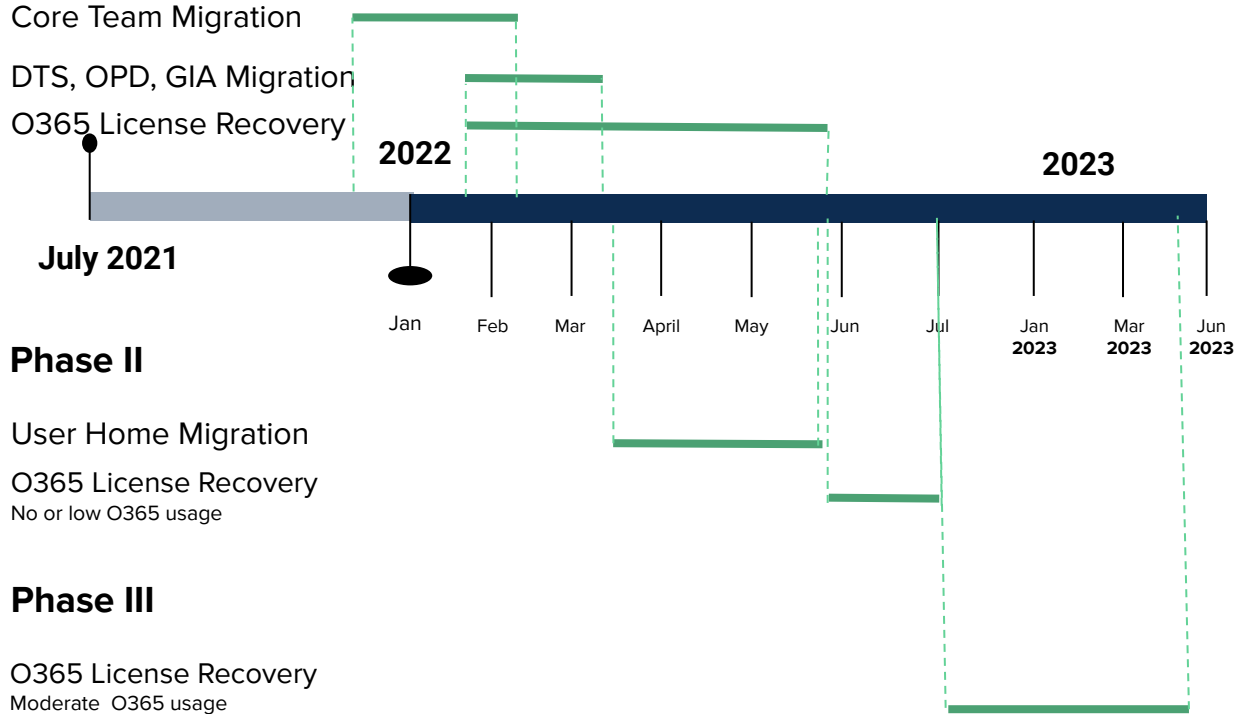 Core Team Migration
DTS, OPD, GIA Migration
O365 License Recovery
2022
2023
July 2021
Jan
Feb
Mar
April
May
Jun
Jul
Jan
2023
Mar
2023
Jun
2023
Phase II
User Home Migration
O365 License Recovery
No or low O365 usage
Phase III
O365 License Recovery
Moderate O365 usage